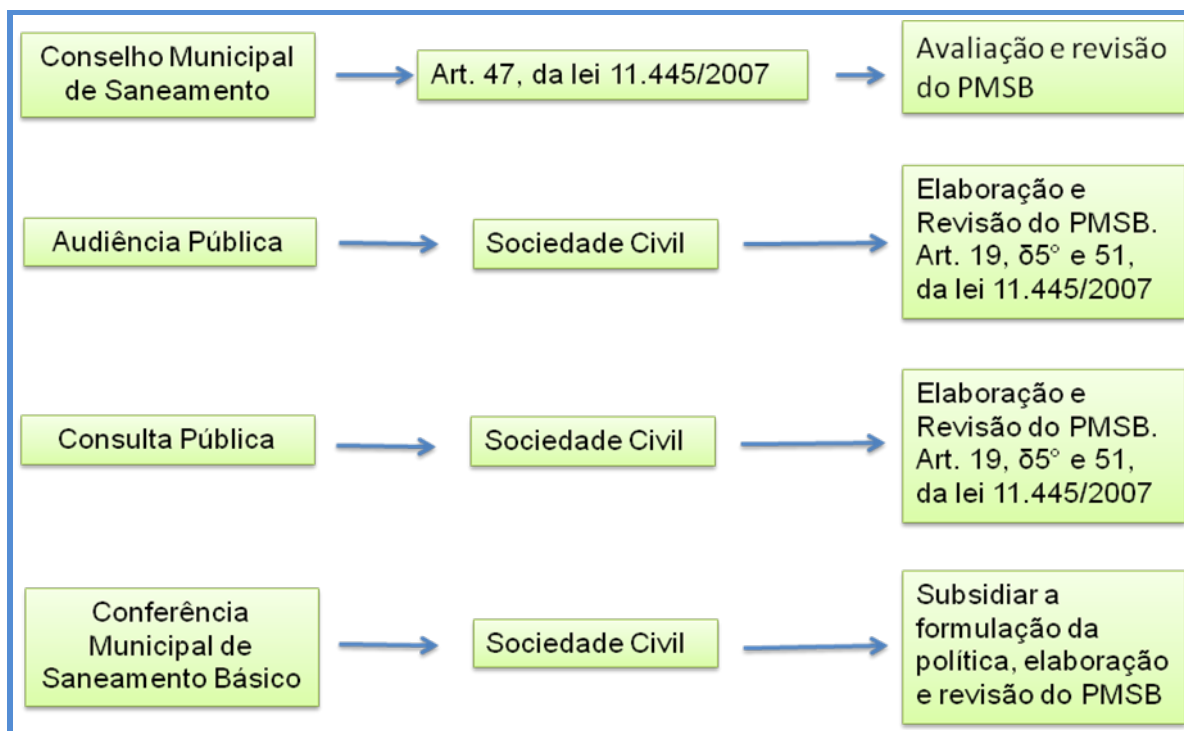 Conselho Municipal
de Saneamento
Art. 47, da lei 11.445/2007
Avaliação e revisão
do PMSB
Audiência Pública
Sociedade Civil
Elaboração e
Revisão do PMSB.
Art. 19, δ5° e 51,
da lei 11.445/2007
Consulta Pública
Sociedade Civil
Elaboração e
Revisão do PMSB.
Art. 19, δ5° e 51,
da lei 11.445/2007
Conferência
Municipal de
Saneamento Básico
Sociedade Civil
Subsidiar a
formulação da
política, elaboração
e revisão do PMSB